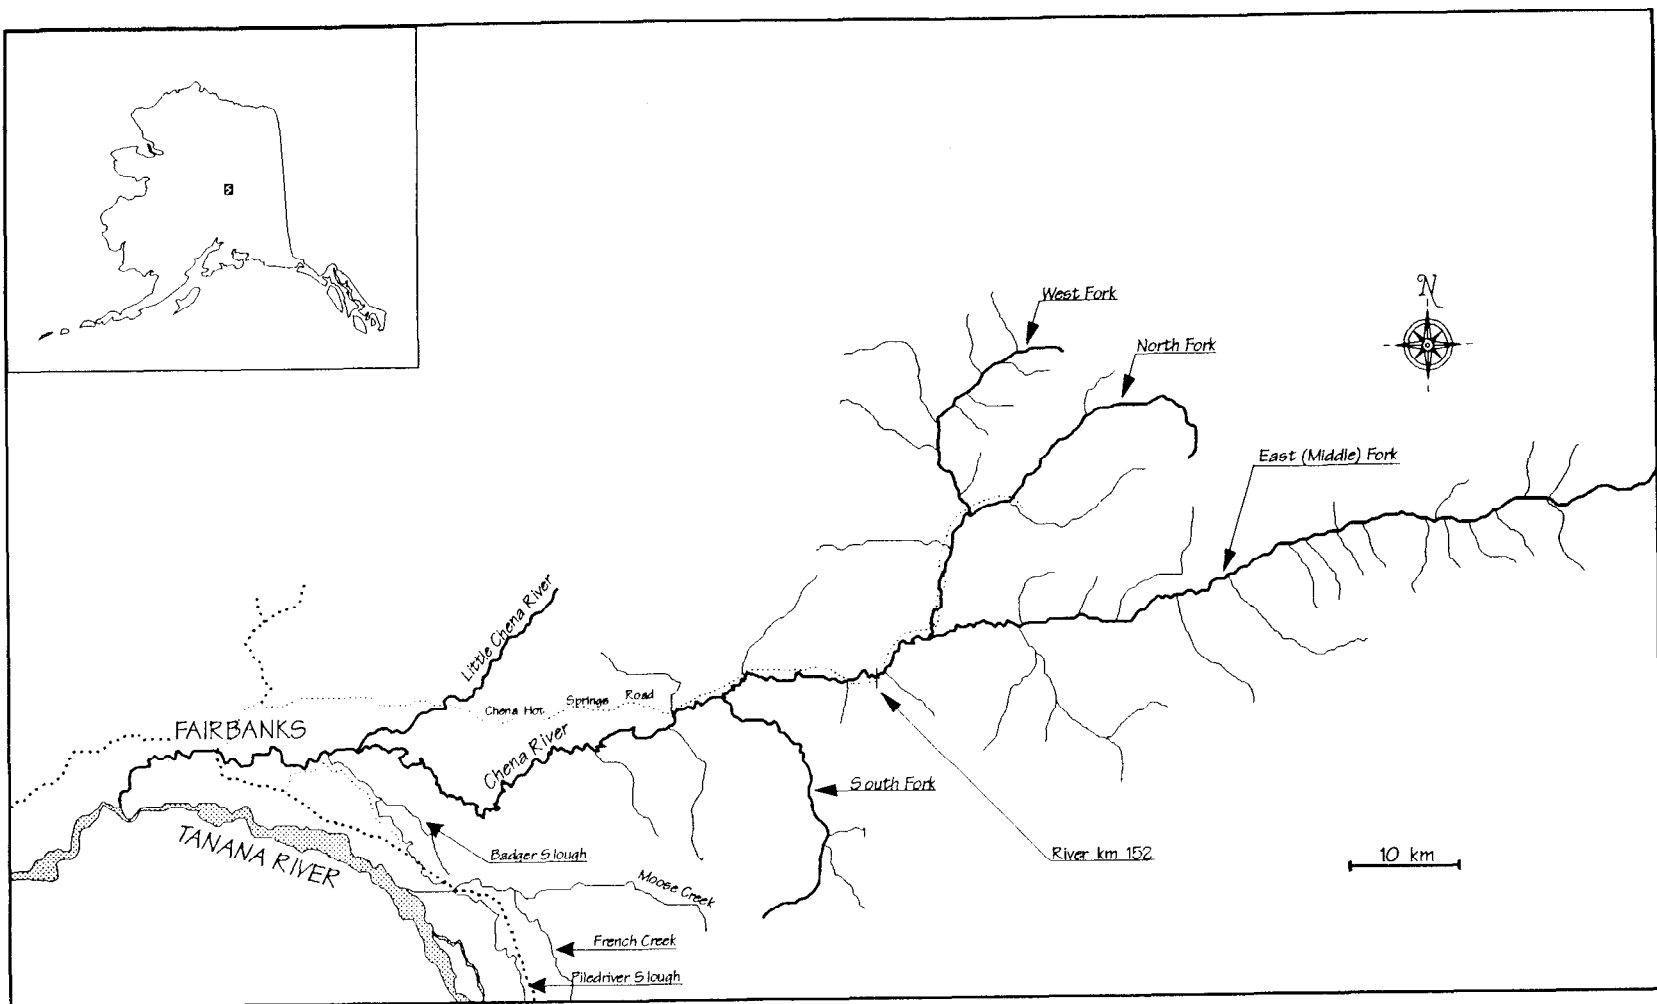 West Fork
N
North Fork
East (Middle) Fork
Little Chena River
Chena Hot Springs Road
FAIRBANKS
Chena River
South Fork
TANANA RIVER
Badger Slough
River km 152
10 km
Moose Creek
French Creek
Piledriver Slough